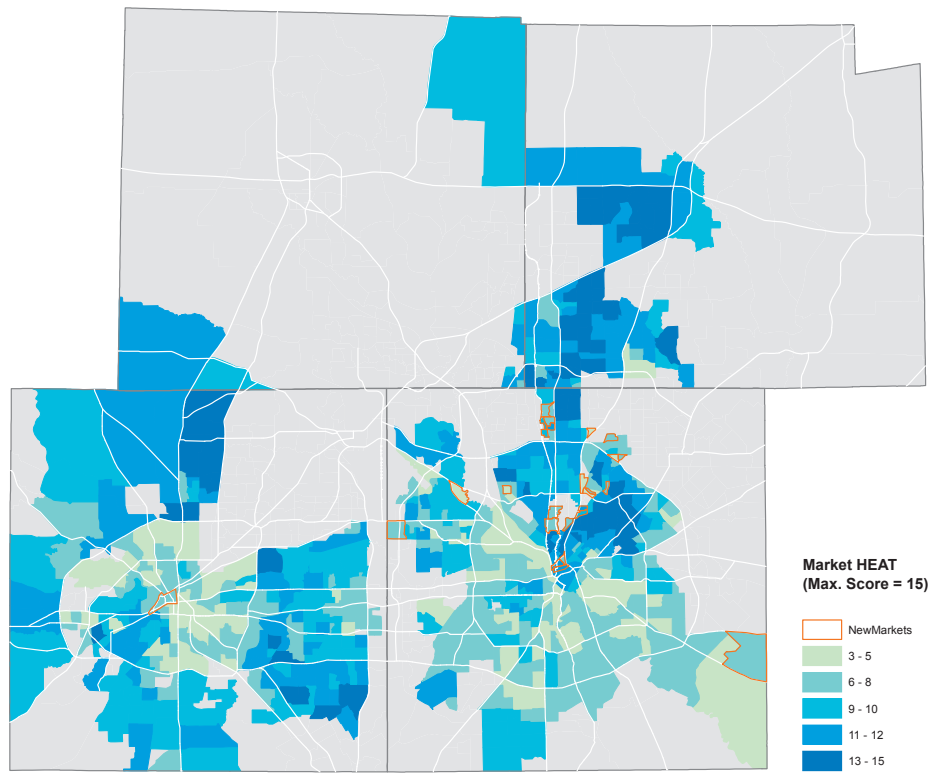 Market HEAT
(Max. Score = 15)
NewMarkets
3 - 5
6 - 8
9 - 10
11 - 12
13 - 15